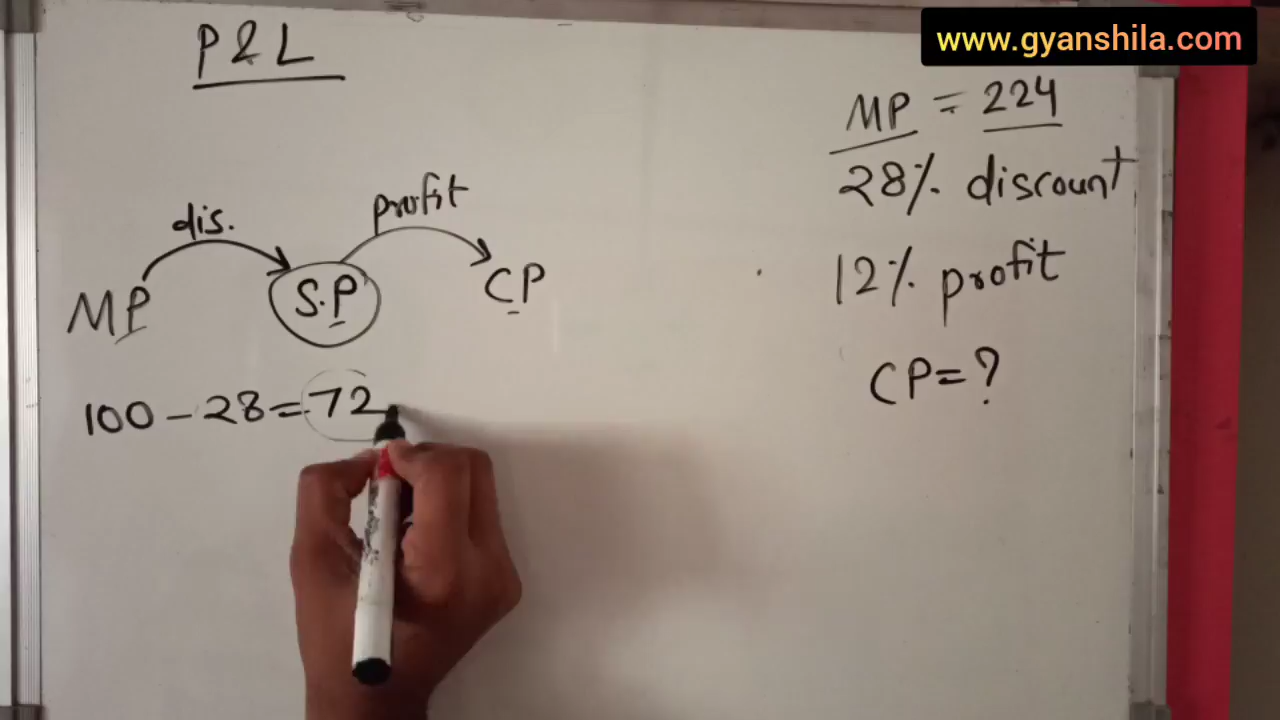 www.gyanshila.com
P & L
MP = 224
28% discount
12% profit
CP = ?
dis.
profit
MP
S.P
CP
100 - 28 = 72